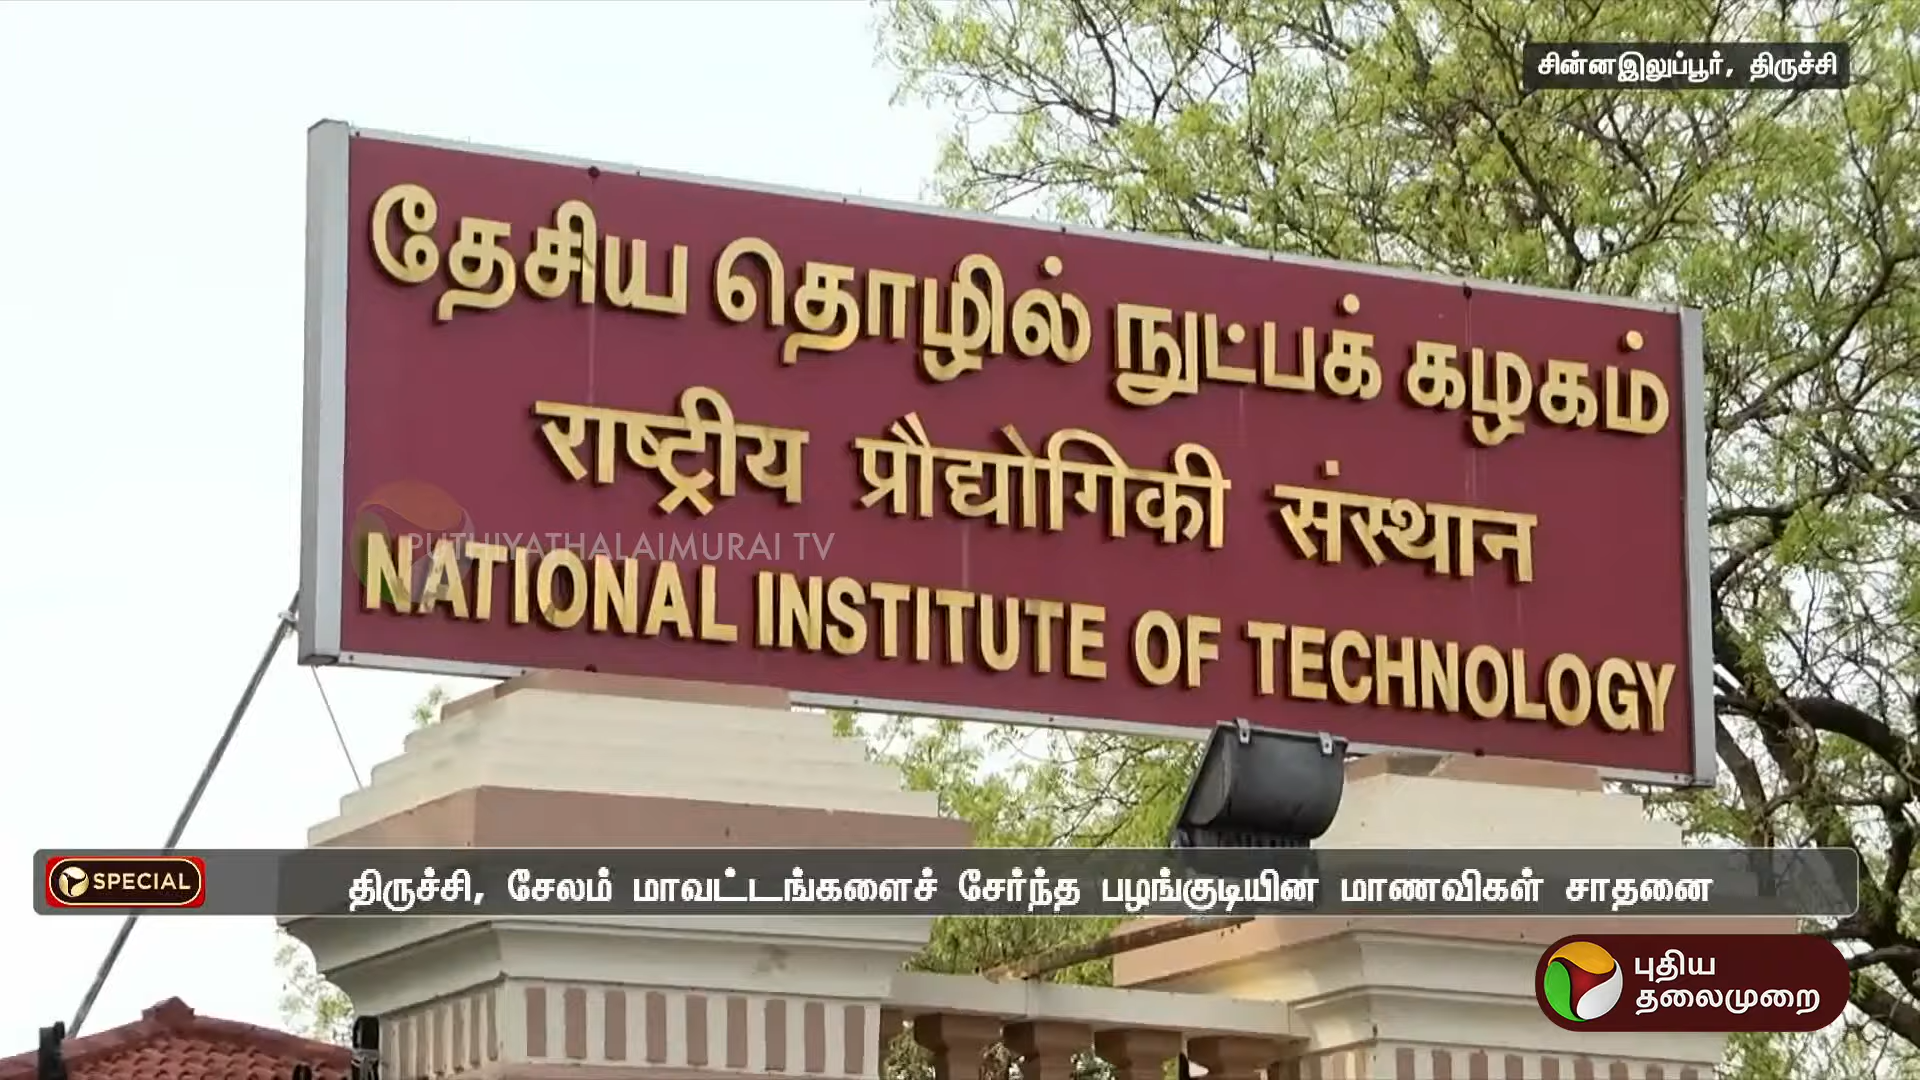 சின்னஇலுப்பூர், திருச்சி
தேசிய தொழில் நுட்பக் கழகம்
राष्ट्रीय प्रौद्योगिकी संस्थान
PUTHIYATHALAIMURAI TV
NATIONAL INSTITUTE OF TECHNOLOGY
SPECIAL
திருச்சி, சேலம் மாவட்டங்களைச் சேர்ந்த பழங்குடியின மாணவிகள் சாதனை
புதிய
தலைமுறை